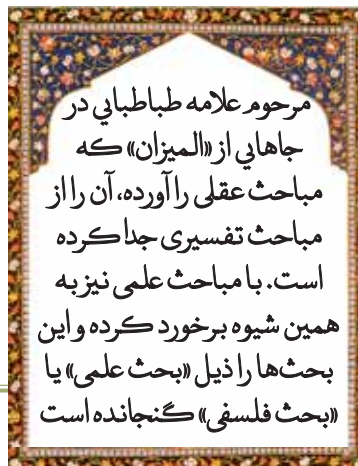 مرحوم علامه طباطبایی در
جاهایی از «المیزان» که
مباحث عقلی را آورده، آن را از
مباحث تفسیری جدا کرده
است. با مباحث علمی نیز به
همین شیوه برخورد کرده و این
بحث‌ها را ذیل «بحث علمی» یا
«بحث فلسفی» گنجانده است